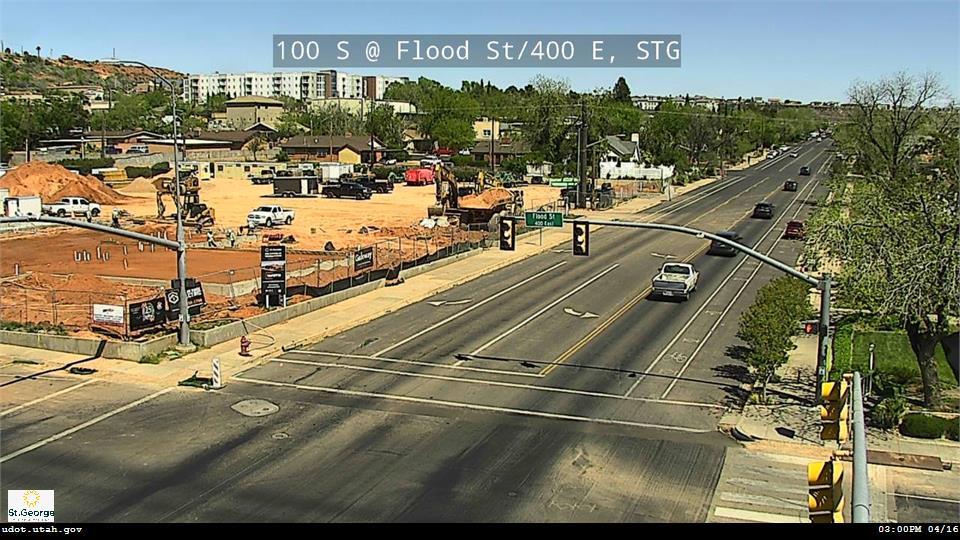 100 S @ Flood St/400 E, STG
Flood St
400 East
St.George
udot.utah.gov
03:00PM 04/16